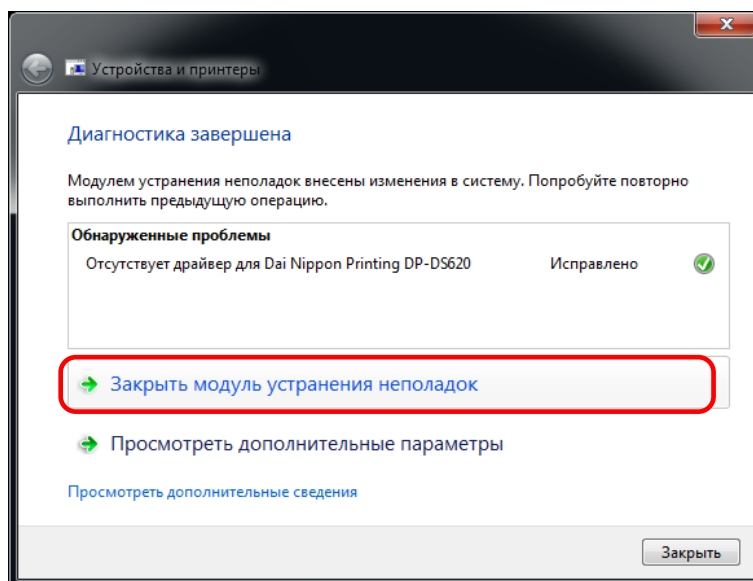 Устройства и принтеры
Диагностика завершена
Модулем устранения неполадок внесены изменения в систему. Попробуйте повторно
выполнить предыдущую операцию.
Обнаруженные проблемы
Отсутствует драйвер для Dai Nippon Printing DP-DS620 Исправлено
Закрыть модуль устранения неполадок
Просмотреть дополнительные параметры
Просмотреть дополнительные сведения
Закрыть